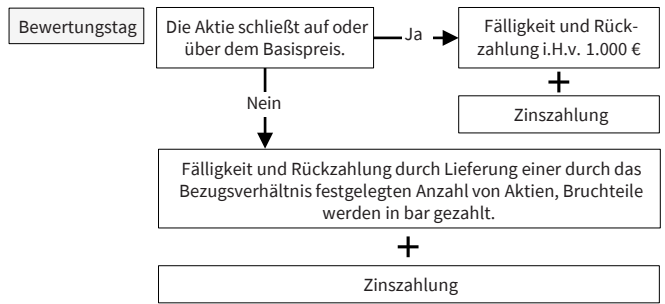 Bewertungstag
Die Aktie schließt auf oder
über dem Basispreis.
Ja
Fälligkeit und Rück-
zahlung i.H.v. 1.000 €
+
Zinszahlung
Nein
Fälligkeit und Rückzahlung durch Lieferung einer durch das
Bezugsverhältnis festgelegten Anzahl von Aktien, Bruchteile
werden in bar gezahlt.
+
Zinszahlung